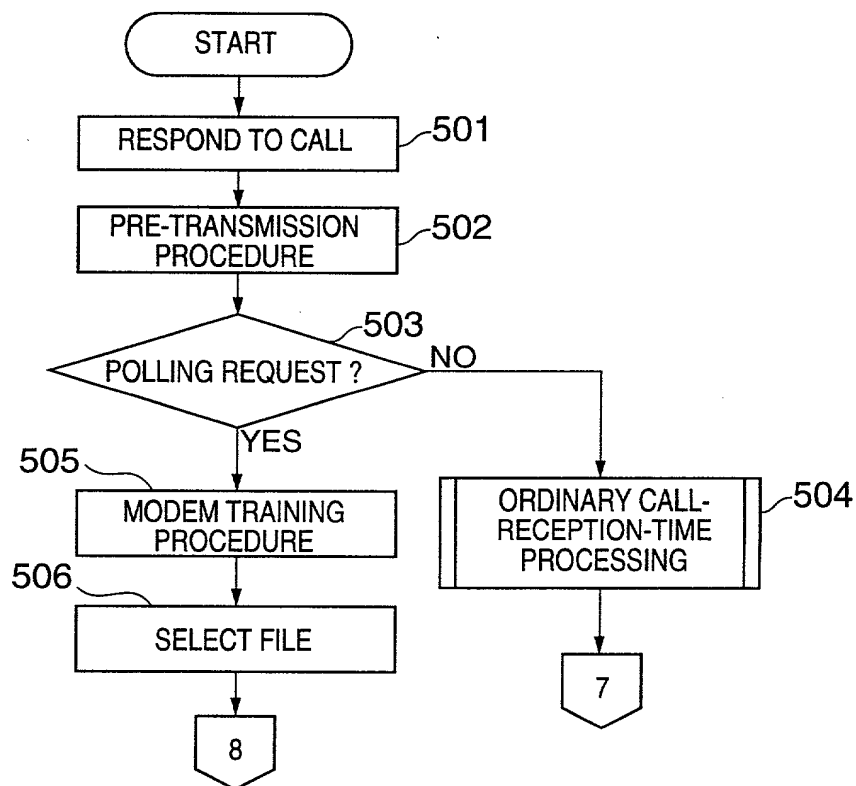 START
RESPOND TO CALL
501
PRE-TRANSMISSION
PROCEDURE
502
503
POLLING REQUEST ?
NO
YES
505
MODEM TRAINING
PROCEDURE
ORDINARY CALL-
RECEPTION-TIME
PROCESSING
504
506
SELECT FILE
7
8